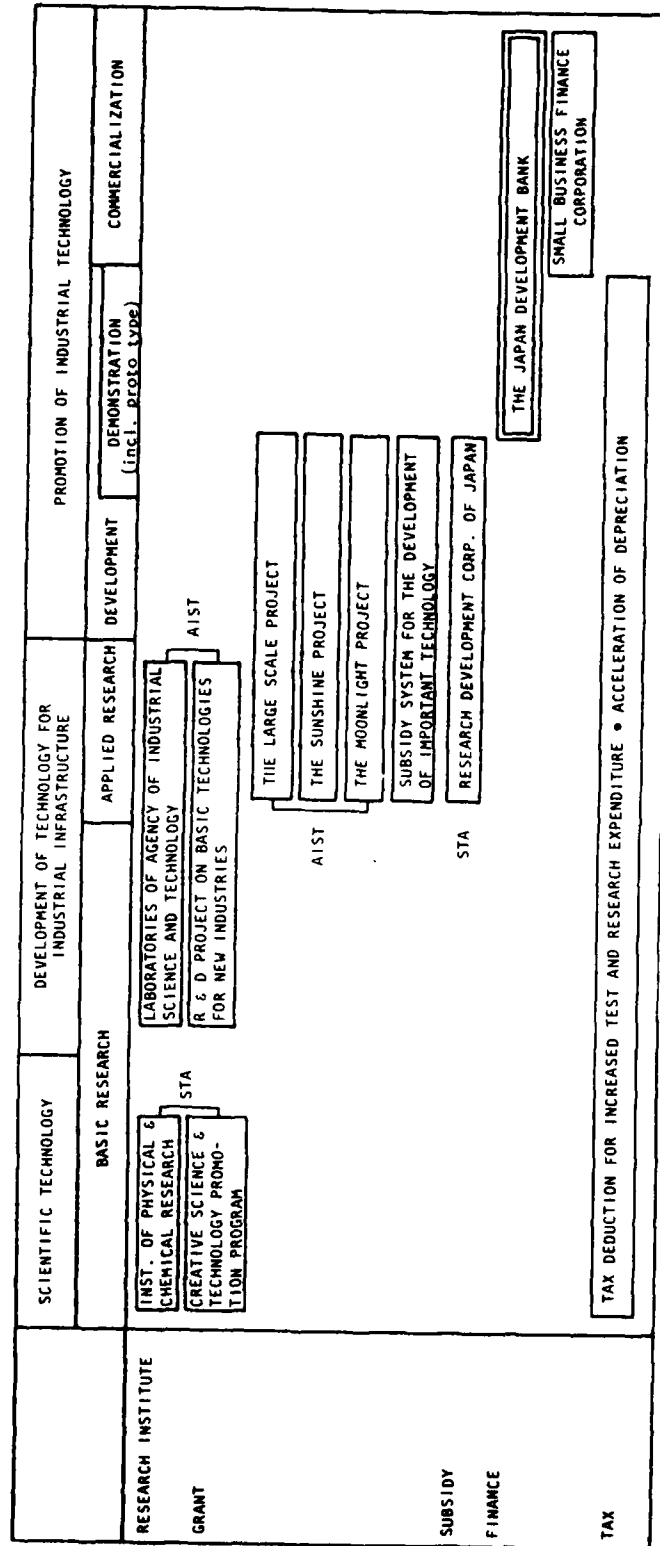 SCIENTIFIC TECHNOLOGY
DEVELOPMENT OF TECHNOLOGY FOR
INDUSTRIAL INFRASTRUCTURE
PROMOTION OF INDUSTRIAL TECHNOLOGY
BASIC RESEARCH
APPLIED RESEARCH
DEVELOPMENT
DEMONSTRATION
(incl. proto type)
COMMERCIALIZATION
RESEARCH INSTITUTE
INST. OF PHYSICAL &
CHEMICAL RESEARCH
STA
LABORATORIES OF AGENCY OF INDUSTRIAL
SCIENCE AND TECHNOLOGY
AIST
GRANT
CREATIVE SCIENCE &
TECHNOLOGY PROMO-
TION PROGRAM
R & D PROJECT ON BASIC TECHNOLOGIES
FOR NEW INDUSTRIES
THE LARGE SCALE PROJECT
AIST
THE SUNSHINE PROJECT
THE MOONLIGHT PROJECT
SUBSIDY
SUBSIDY SYSTEM FOR THE DEVELOPMENT
OF IMPORTANT TECHNOLOGY
FINANCE
STA
RESEARCH DEVELOPMENT CORP. OF JAPAN
THE JAPAN DEVELOPMENT BANK
SMALL BUSINESS FINANCE
CORPORATION
TAX
TAX DEDUCTION FOR INCREASED TEST AND RESEARCH EXPENDITURE • ACCELERATION OF DEPRECIATION